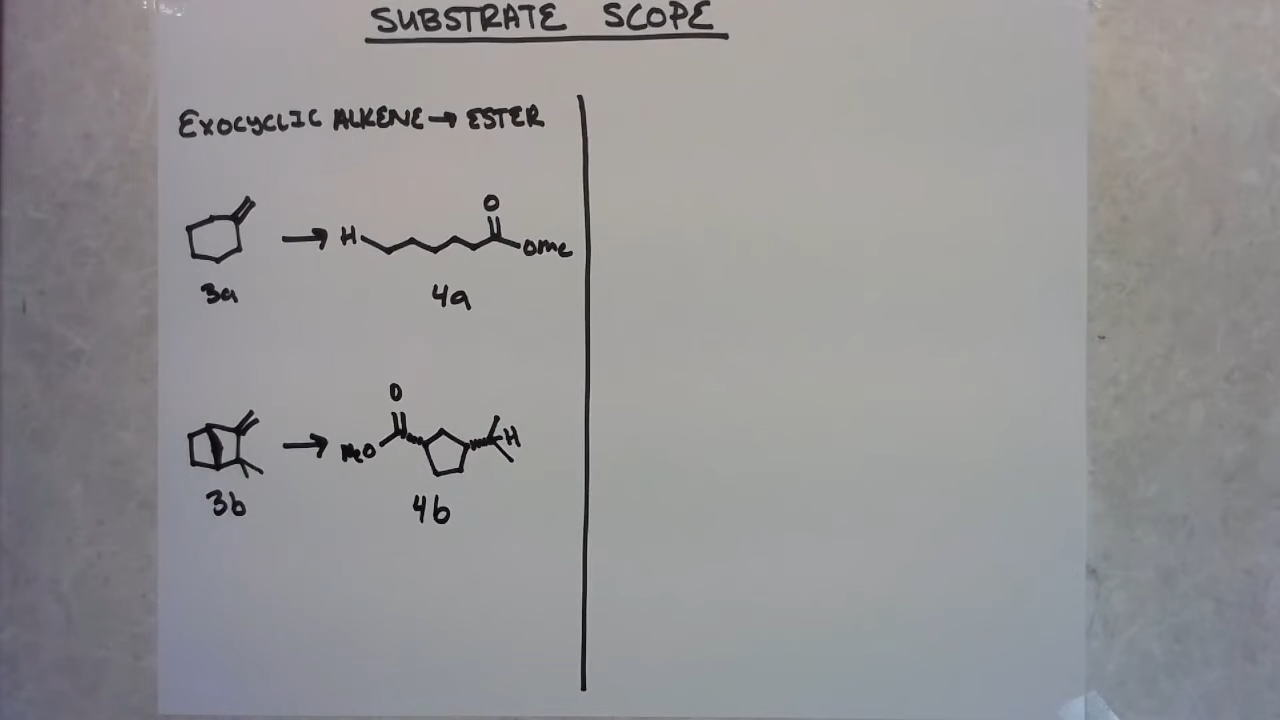 SUBSTRATE SCOPE
EXOCYCLIC ALKENE → ESTER
O
→ H OMe
3a 4a
O
→ MeO H
3b 4b